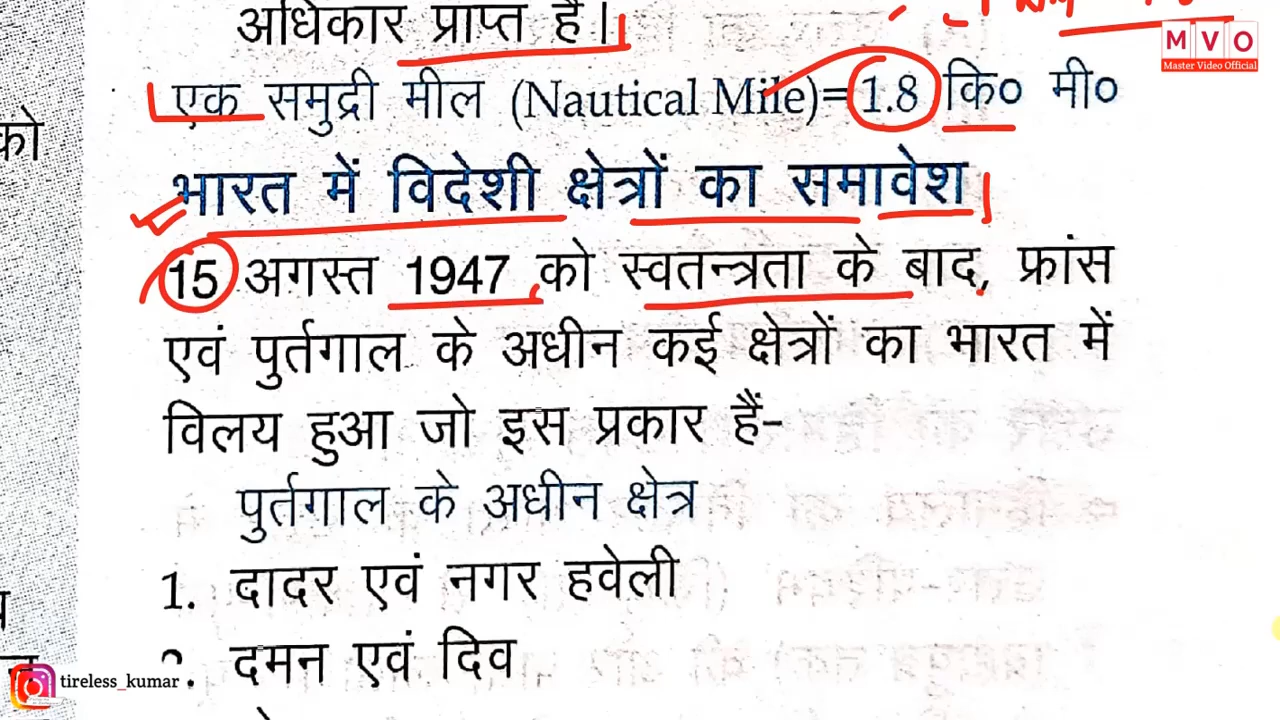 अधिकार प्राप्त है।
एक समुद्री मील (Nautical Mile)= 1.8 कि० मी०
भारत में विदेशी क्षेत्रों का समावेश
15 अगस्त 1947 को स्वतन्त्रता के बाद, फ्रांस
एवं पुर्तगाल के अधीन कई क्षेत्रों का भारत में
विलय हुआ जो इस प्रकार हैं-
पुर्तगाल के अधीन क्षेत्र
1. दादर एवं नगर हवेली
2. दमन एवं दिव
को
MVO
Master Video Official
tireless_kumar